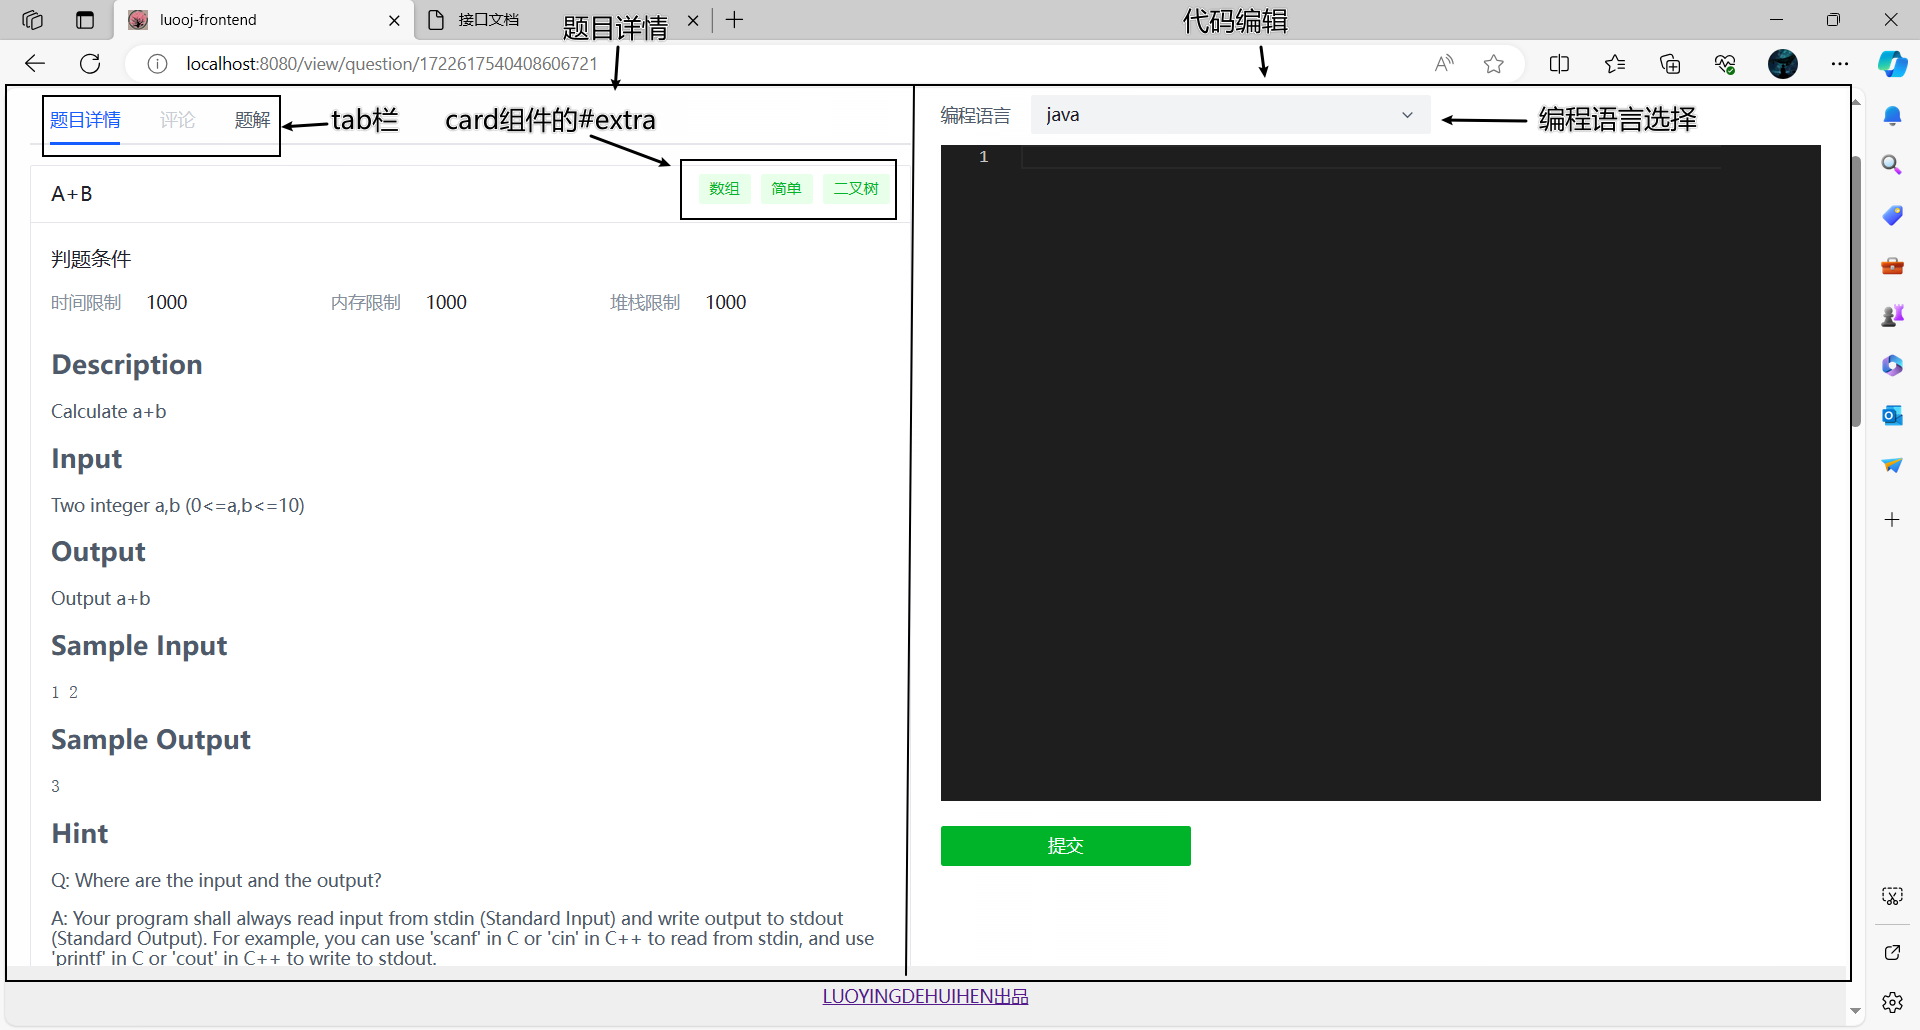 luooj-frontend
接口文档
题目详情
代码编辑
localhost:8080/view/question/1722617540408606721
题目详情
评论
题解
tab栏
card组件的#extra
编程语言
java
编程语言选择
A+B
数组
简单
二叉树
1
判题条件
时间限制 1000
内存限制 1000
堆栈限制 1000
Description
Calculate a+b
Input
Two integer a,b (0<=a,b<=10)
Output
Output a+b
Sample Input
1 2
Sample Output
3
Hint
Q: Where are the input and the output?
A: Your program shall always read input from stdin (Standard Input) and write output to stdout
(Standard Output). For example, you can use 'scanf' in C or 'cin' in C++ to read from stdin, and use
'printf' in C or 'cout' in C++ to write to stdout.
提交
LUOYINGDEHUIHEN出品